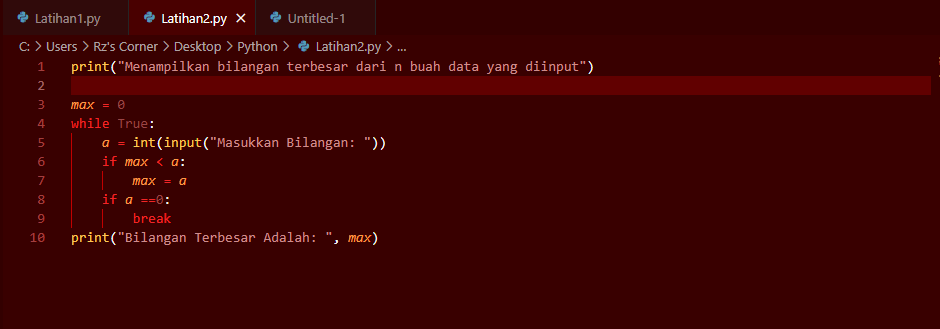 Latihan1.py Latihan2.py Untitled-1
C: > Users > Rz's Corner > Desktop > Python > Latihan2.py > ...
1 print("Menampilkan bilangan terbesar dari n buah data yang diinput")
2
3 max = 0
4 while True:
5     a = int(input("Masukkan Bilangan: "))
6     if max < a:
7         max = a
8     if a ==0:
9         break
10 print("Bilangan Terbesar Adalah: ", max)